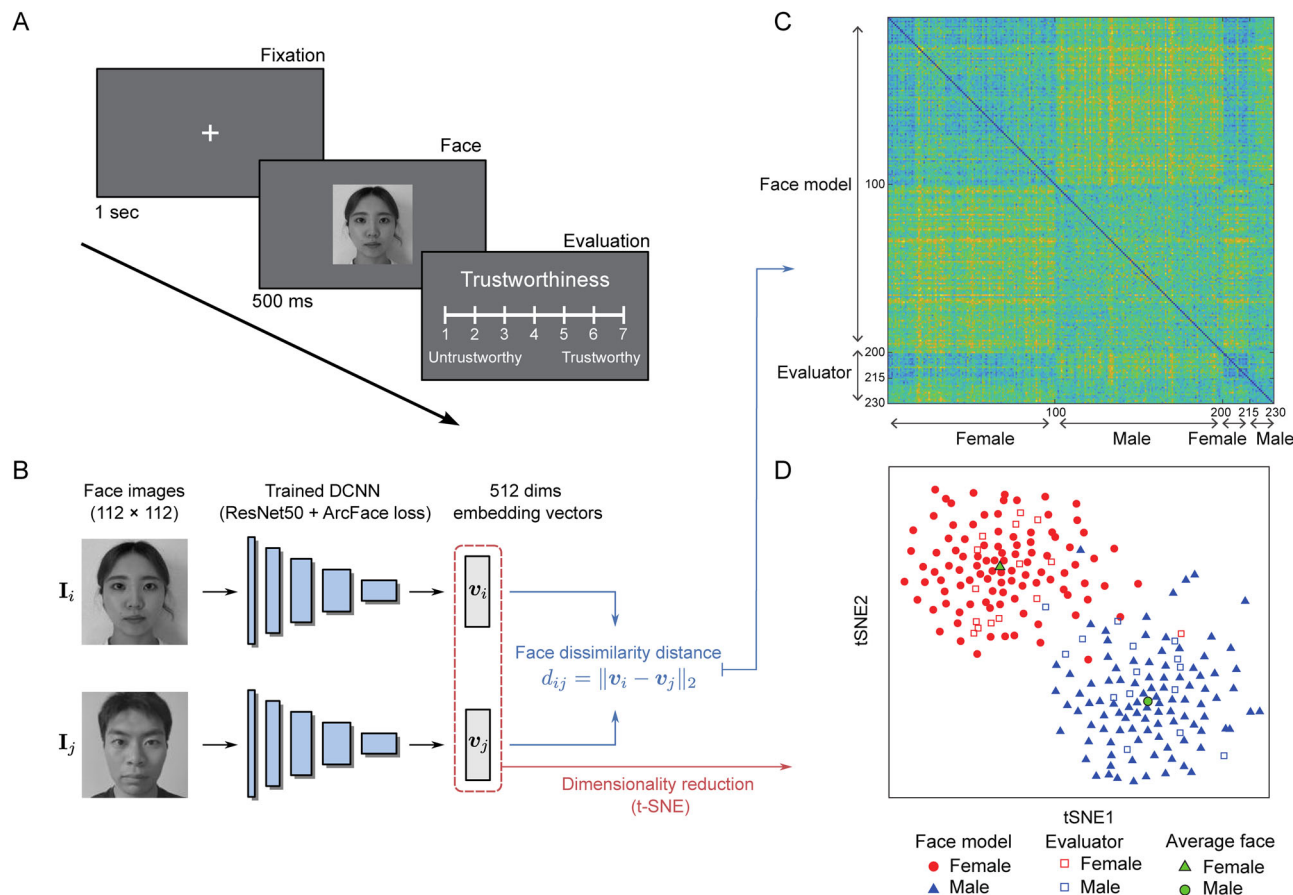 A
Fixation
1 sec
Face
500 ms
Evaluation
Trustworthiness
1 2 3 4 5 6 7
Untrustworthy Trustworthy
B
Face images
(112 × 112)
Trained DCNN
(ResNet50 + ArcFace loss)
512 dims
embedding vectors
I_i
v_i
Face dissimilarity distance
d_{ij} = ‖v_i − v_j‖_2
I_j
v_j
Dimensionality reduction
(t-SNE)
C
Face model
100
Evaluator
200
215
230
100 200 215 230
Female Male Female Male
D
tSNE2
tSNE1
Face model Evaluator Average face
Female Female Female
Male Male Male